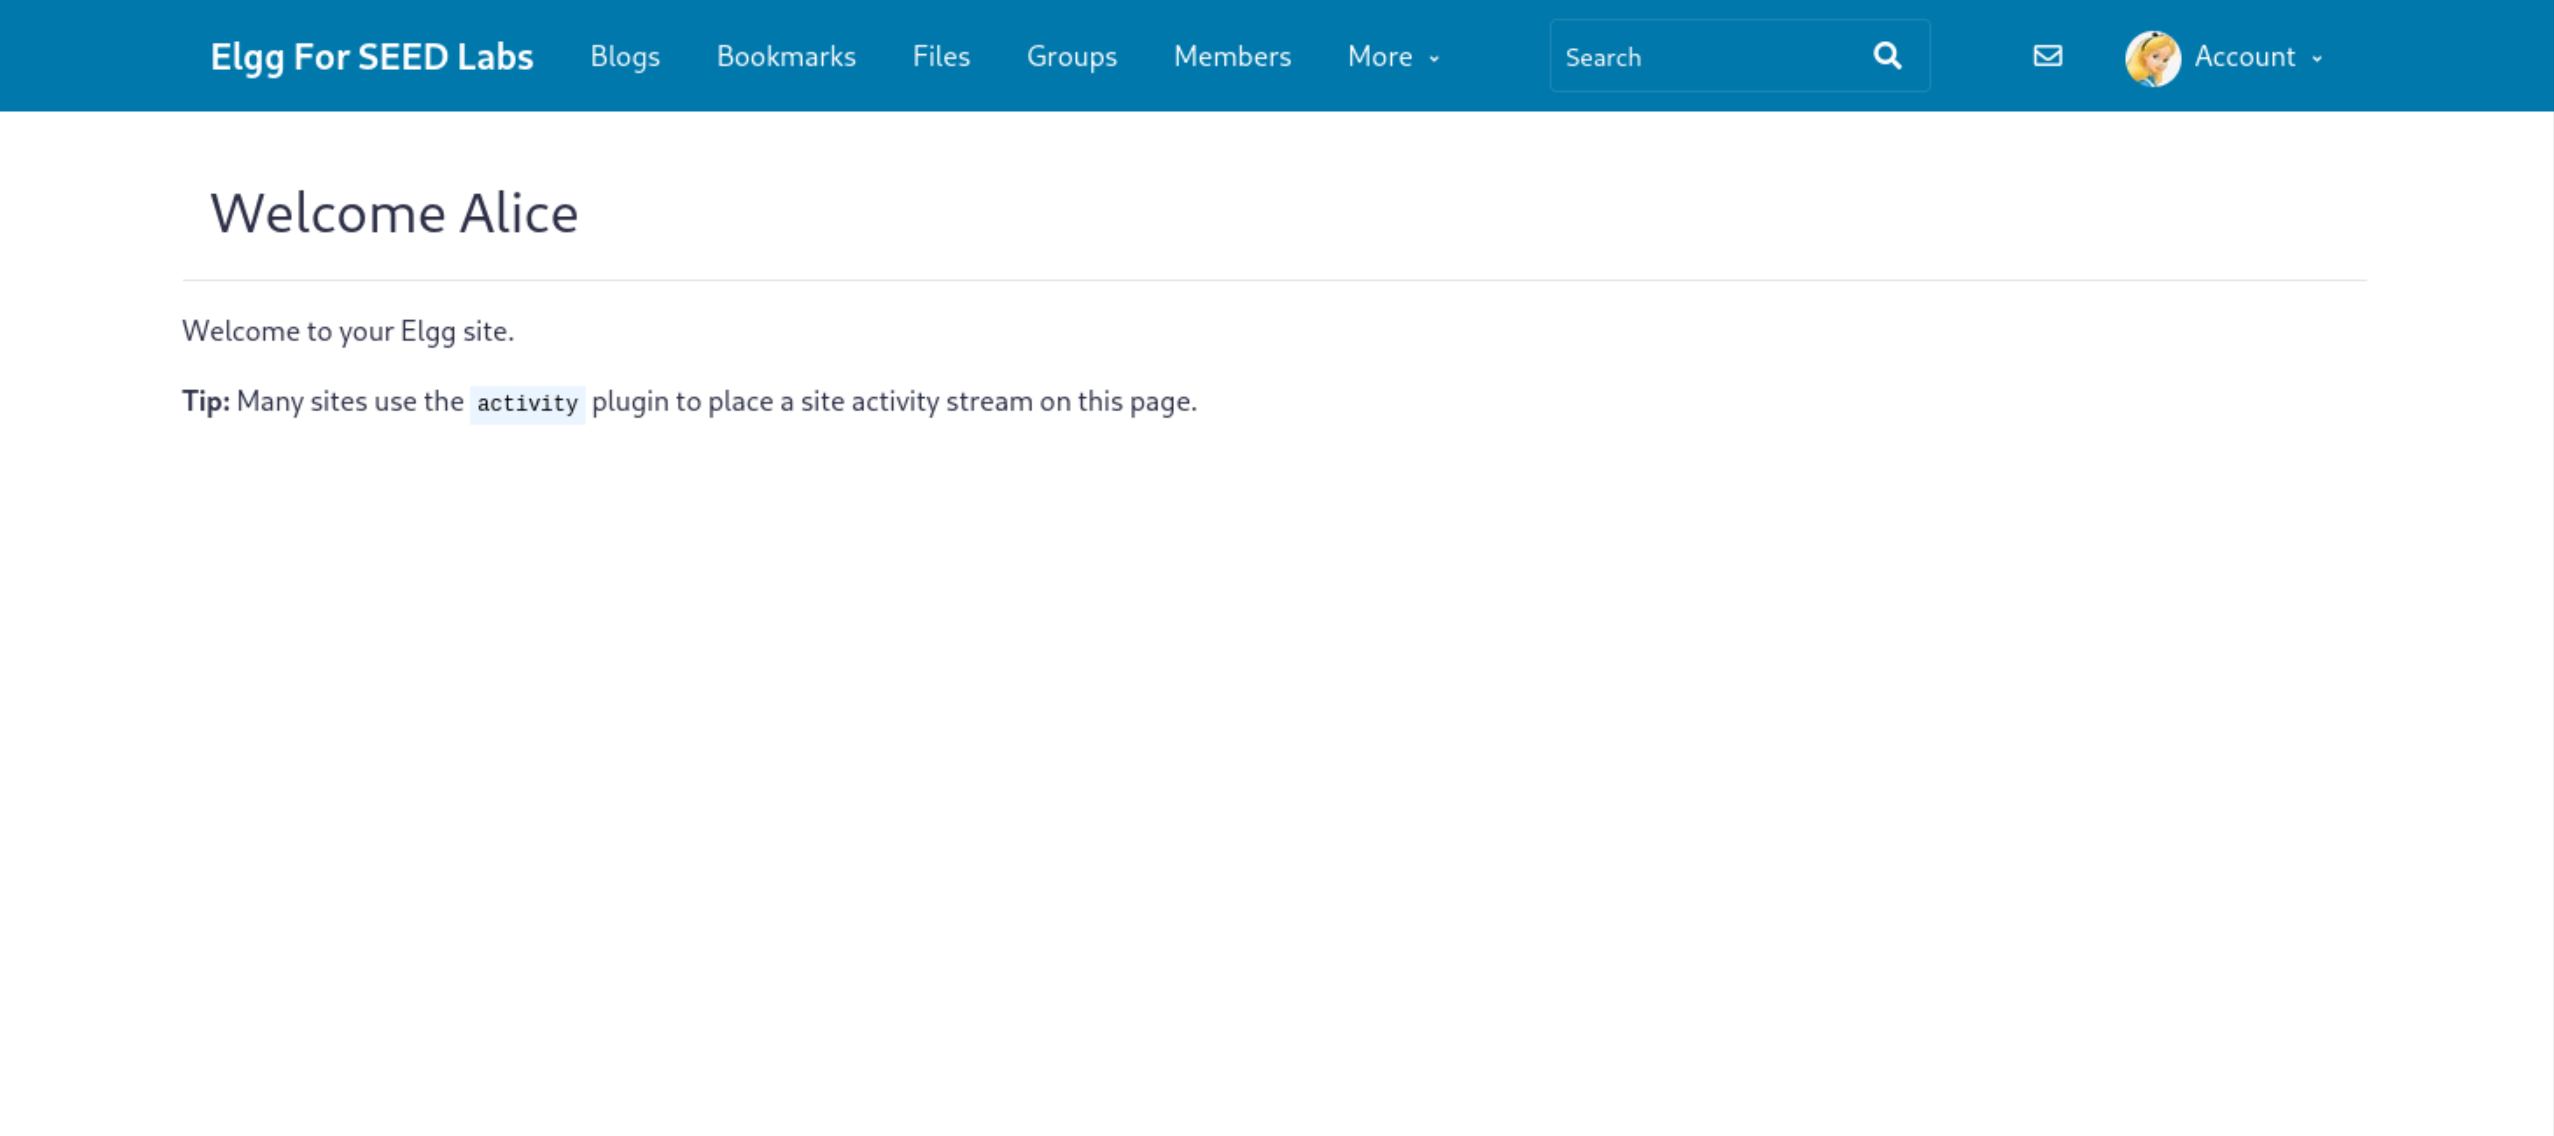 Elgg For SEED Labs Blogs Bookmarks Files Groups Members More Search Account
Welcome Alice
Welcome to your Elgg site.
Tip: Many sites use the activity plugin to place a site activity stream on this page.